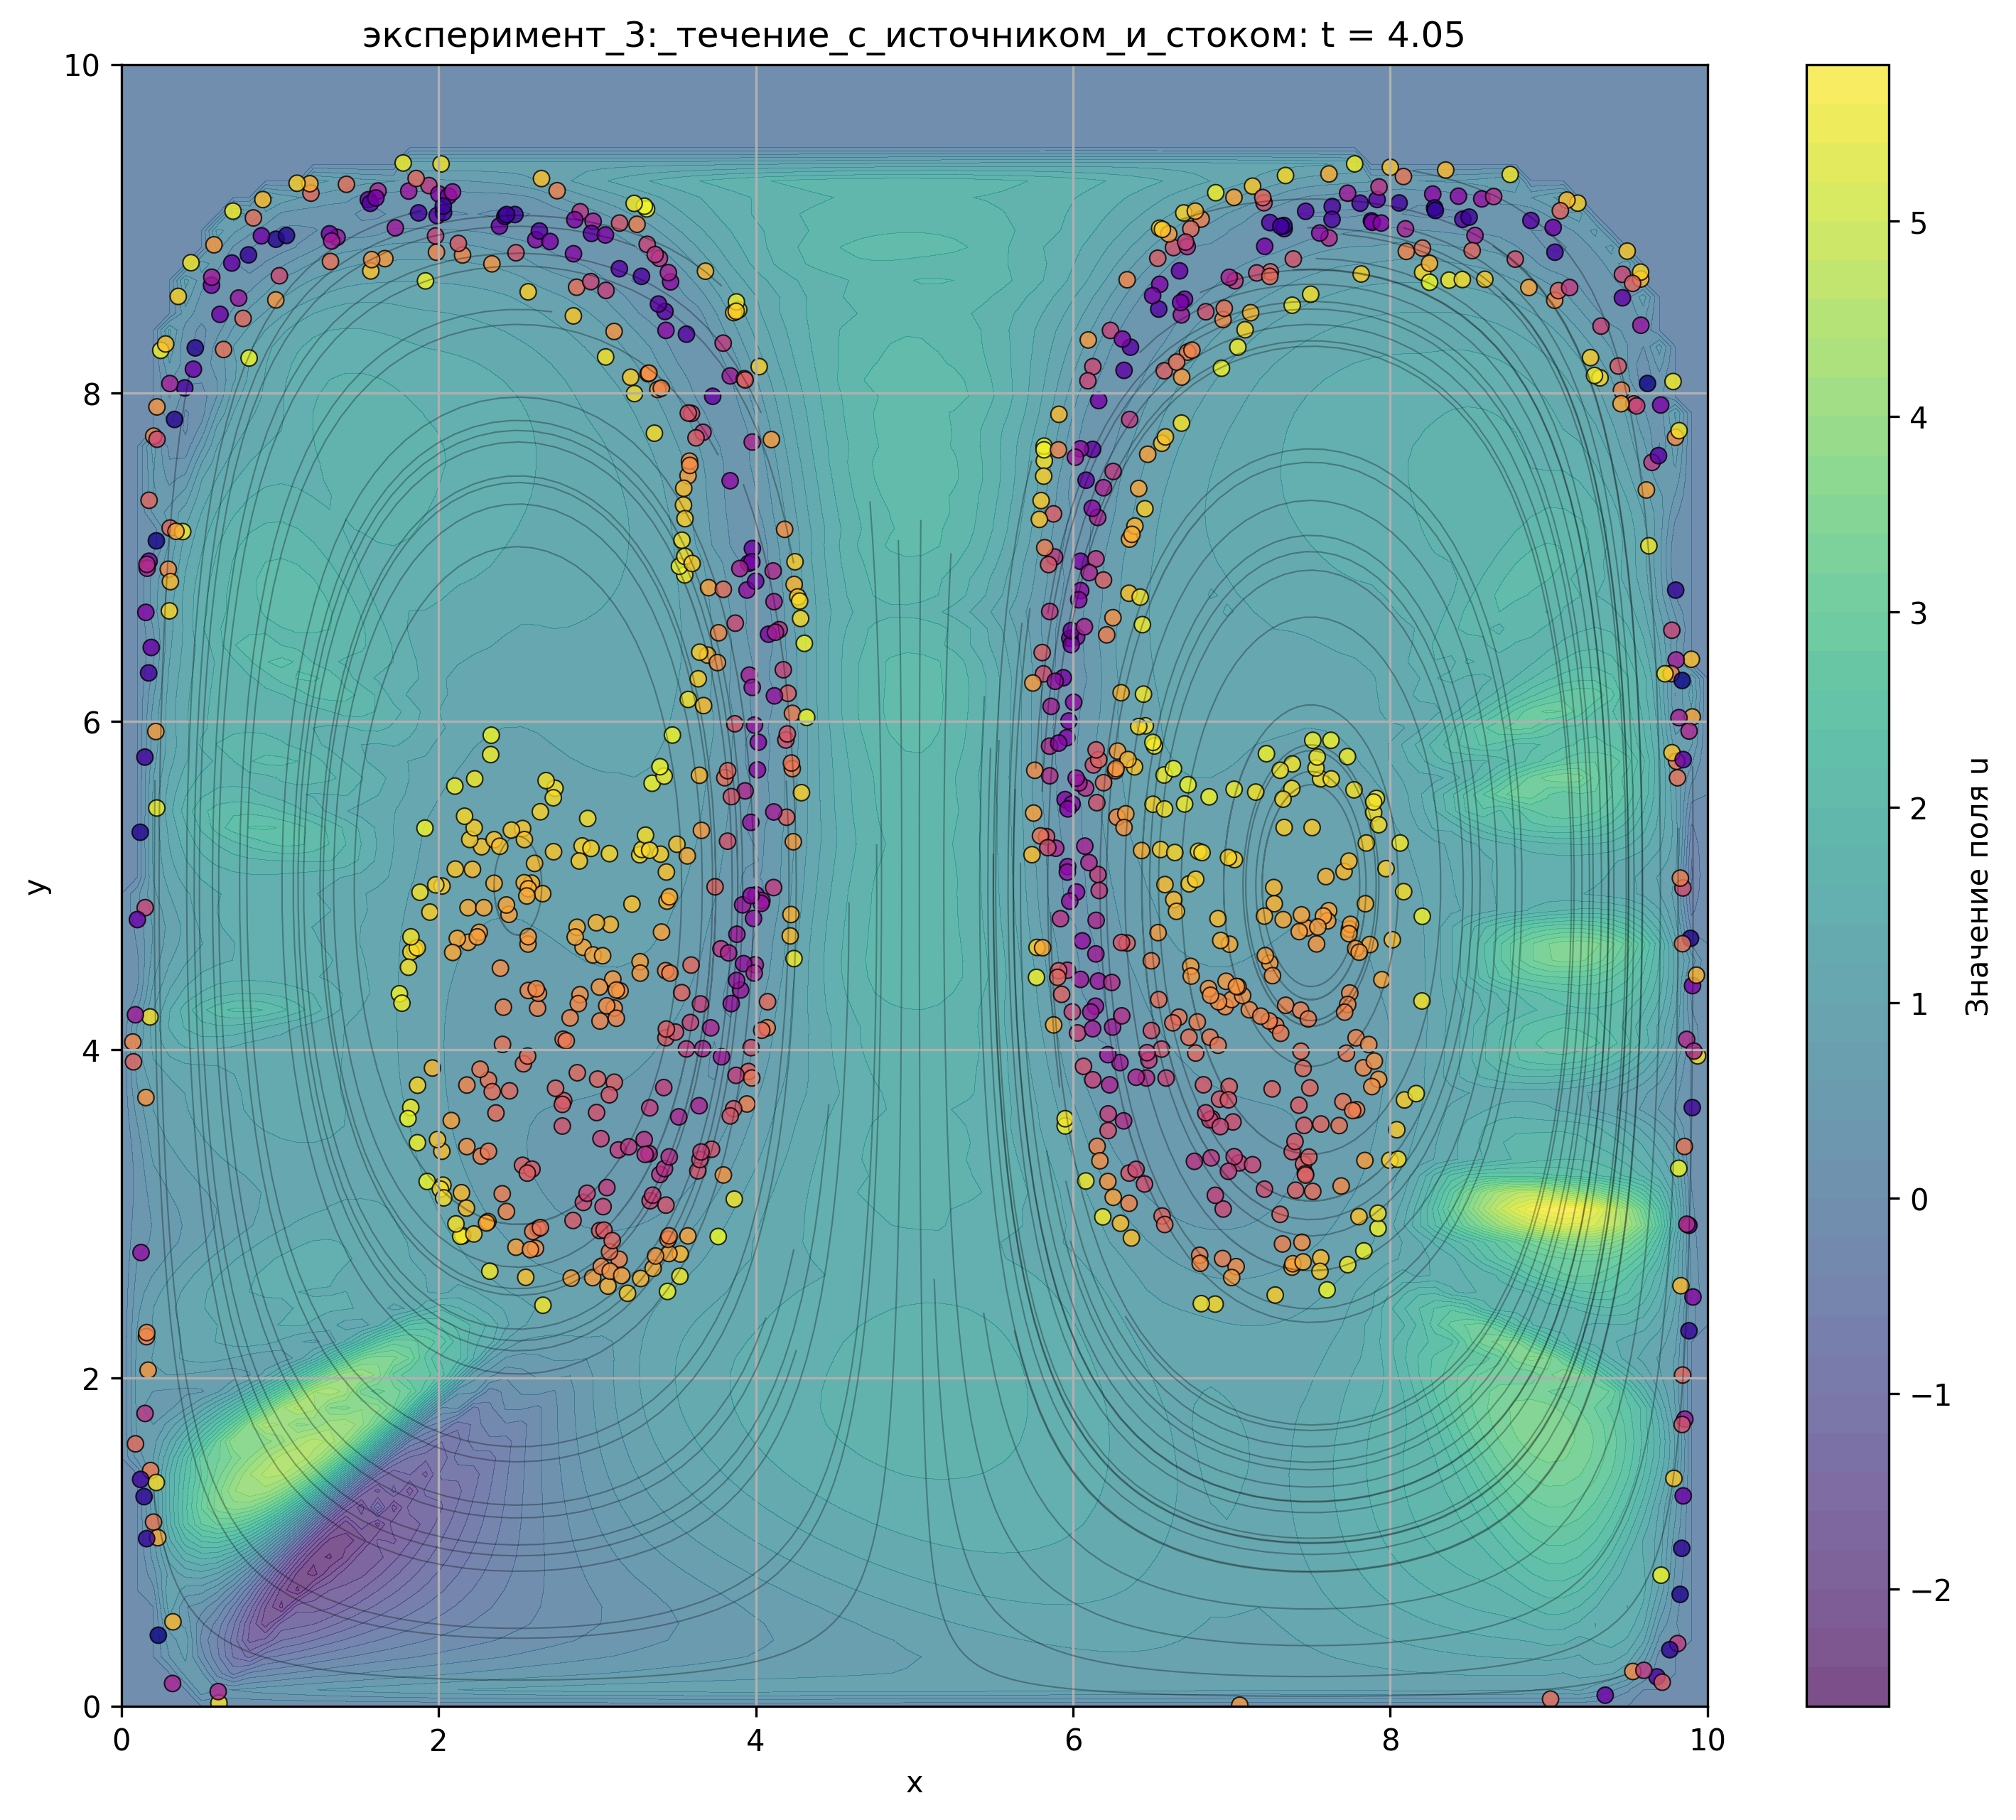 эксперимент_3:_течение_с_источником_и_стоком: t = 4.05
10
8
6
4
2
0
y
0 2 4 6 8 10
x
5
4
3
2
1
0
−1
−2
Значение поля u